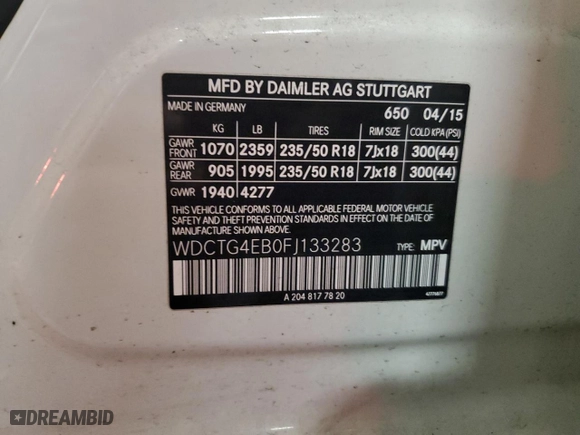 MFD BY DAIMLER AG STUTTGART
MADE IN GERMANY 650 04/15
KG LB TIRES RIM SIZE COLD KPA (PSI)
GAWR FRONT 1070 2359 235/50 R18 7Jx18 300(44)
GAWR REAR 905 1995 235/50 R18 7Jx18 300(44)
GVWR 1940 4277
THIS VEHICLE CONFORMS TO ALL APPLICABLE FEDERAL MOTOR VEHICLE
SAFETY AND THEFT PREVENTION STANDARDS IN EFFECT ON THE DATE OF
MANUFACTURE SHOWN ABOVE.
WDCTG4EB0FJ133283 TYPE: MPV
A 204 817 78 20
DREAMBID